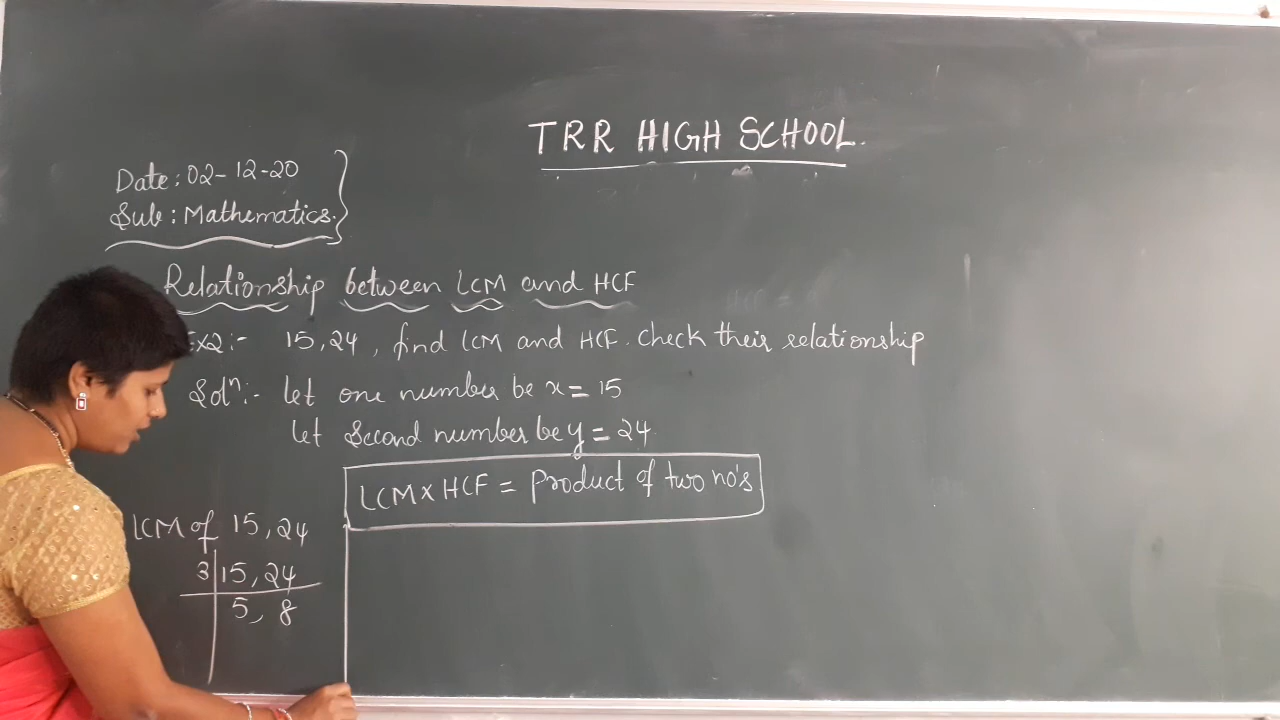 TRR HIGH SCHOOL.
Date: 02-12-20
Sub: Mathematics.
Relationship between LCM and HCF
Ex2:- 15, 24, find LCM and HCF. Check their relationship
Solⁿ:- let one number be x = 15
let Second number be y = 24.
LCM x HCF = Product of two no's
LCM of 15, 24
3 | 15, 24
5, 8